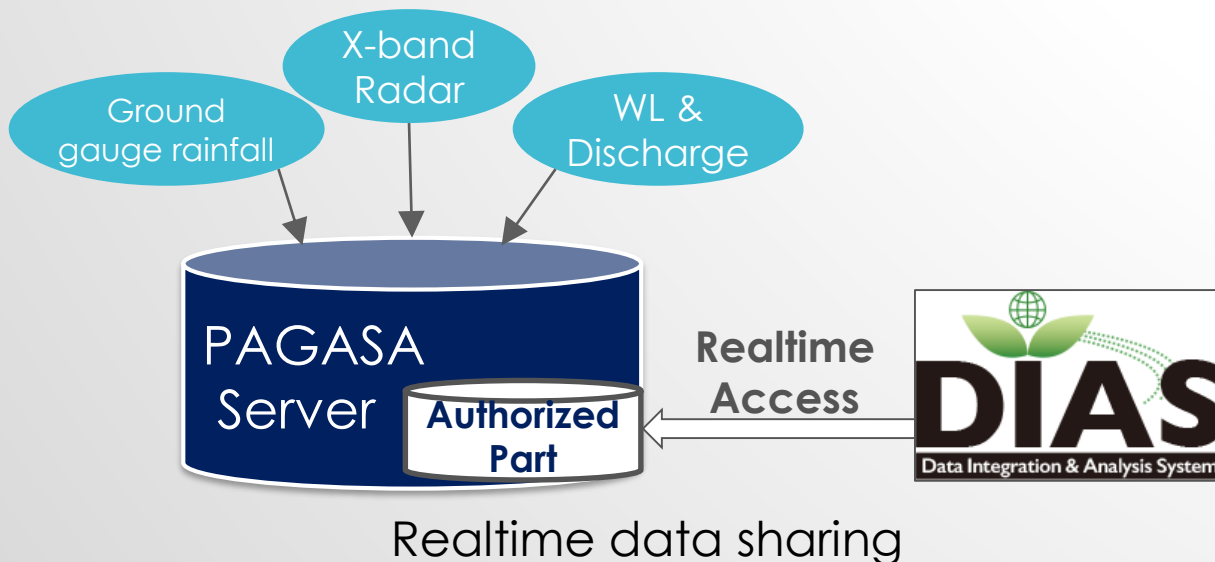 X-band
Radar
Ground
gauge rainfall
WL &
Discharge
PAGASA
Server
Authorized
Part
Realtime
Access
DIAS
Data Integration & Analysis System
Realtime data sharing